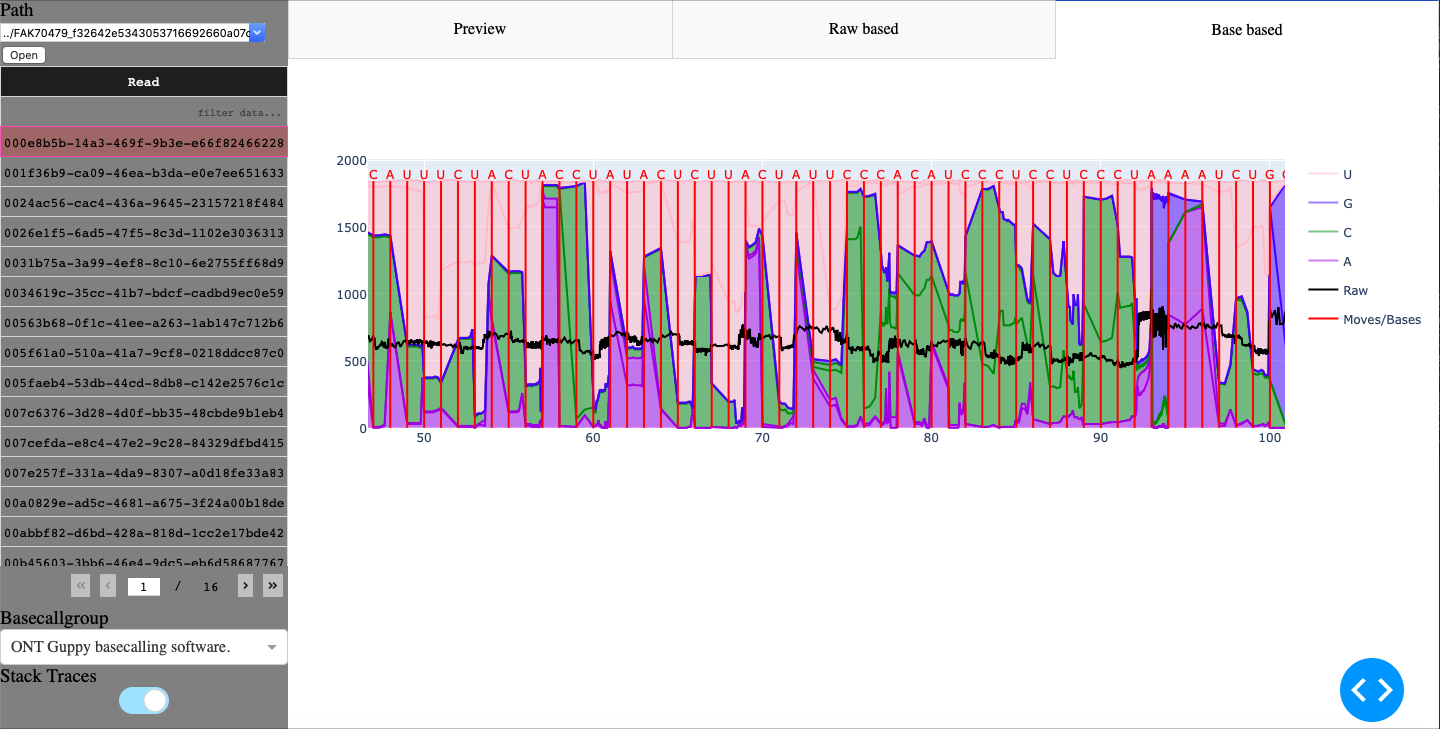 Path
../FAK70479_f32642e5343053716692660a07
Open
Read
filter data...
000e8b5b-14a3-469f-9b3e-e66f82466228
001f36b9-ca09-46ea-b3da-e0e7ee651633
0024ac56-cac4-436a-9645-23157218f484
0026e1f5-6ad5-47f5-8c3d-1102e3036313
0031b75a-3a99-4ef8-8c10-6e2753ff68d9
0034619c-35cc-41b7-bdcf-cadbd9ec0e59
00563b68-0f1c-41ee-a263-1ab147c712b6
005f61a0-510a-41a7-9cf8-0218ddcc87c0
005faeb4-53db-44cd-8db8-c142e2576c1c
007c6376-3d28-4d0f-bb35-48cbde9b1eb4
007cefda-e8c4-47e2-9c28-84329dfbd415
007e257f-331a-4da9-8307-a0d18fe33a83
00a0829e-ad5c-4681-a675-3f24a00b18de
00abbf82-d6bd-428a-818d-1cc2e17bde42
00b45603-3bb6-46e4-9dc5-eb6d58687767
« ‹ 1 / 16 › »
Basecallgroup
ONT Guppy basecalling software.
Stack Traces
Preview
Raw based
Base based
2000
1500
1000
500
0
C A U U U C U A C U A C C U A U A C U C U U A C U A U U C C C A C A U C C U C C U C C C U A A A A U C U G C
50 60 70 80 90 100
U
G
C
A
Raw
Moves/Bases